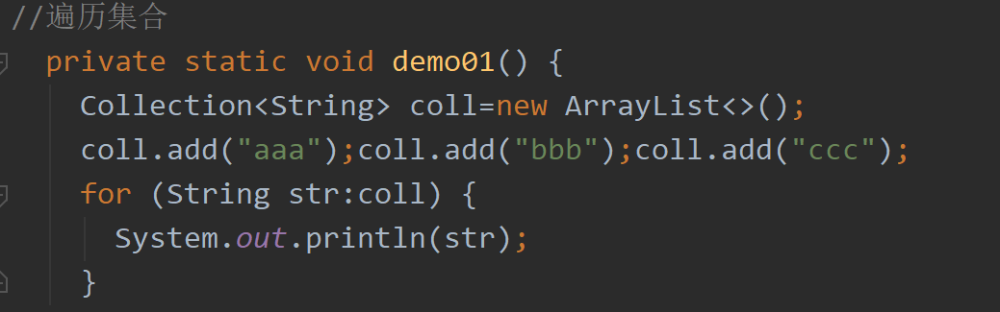 //遍历集合
private static void demo01() {
Collection<String> coll=new ArrayList<>();
coll.add("aaa");coll.add("bbb");coll.add("ccc");
for (String str:coll) {
System.out.println(str);
}